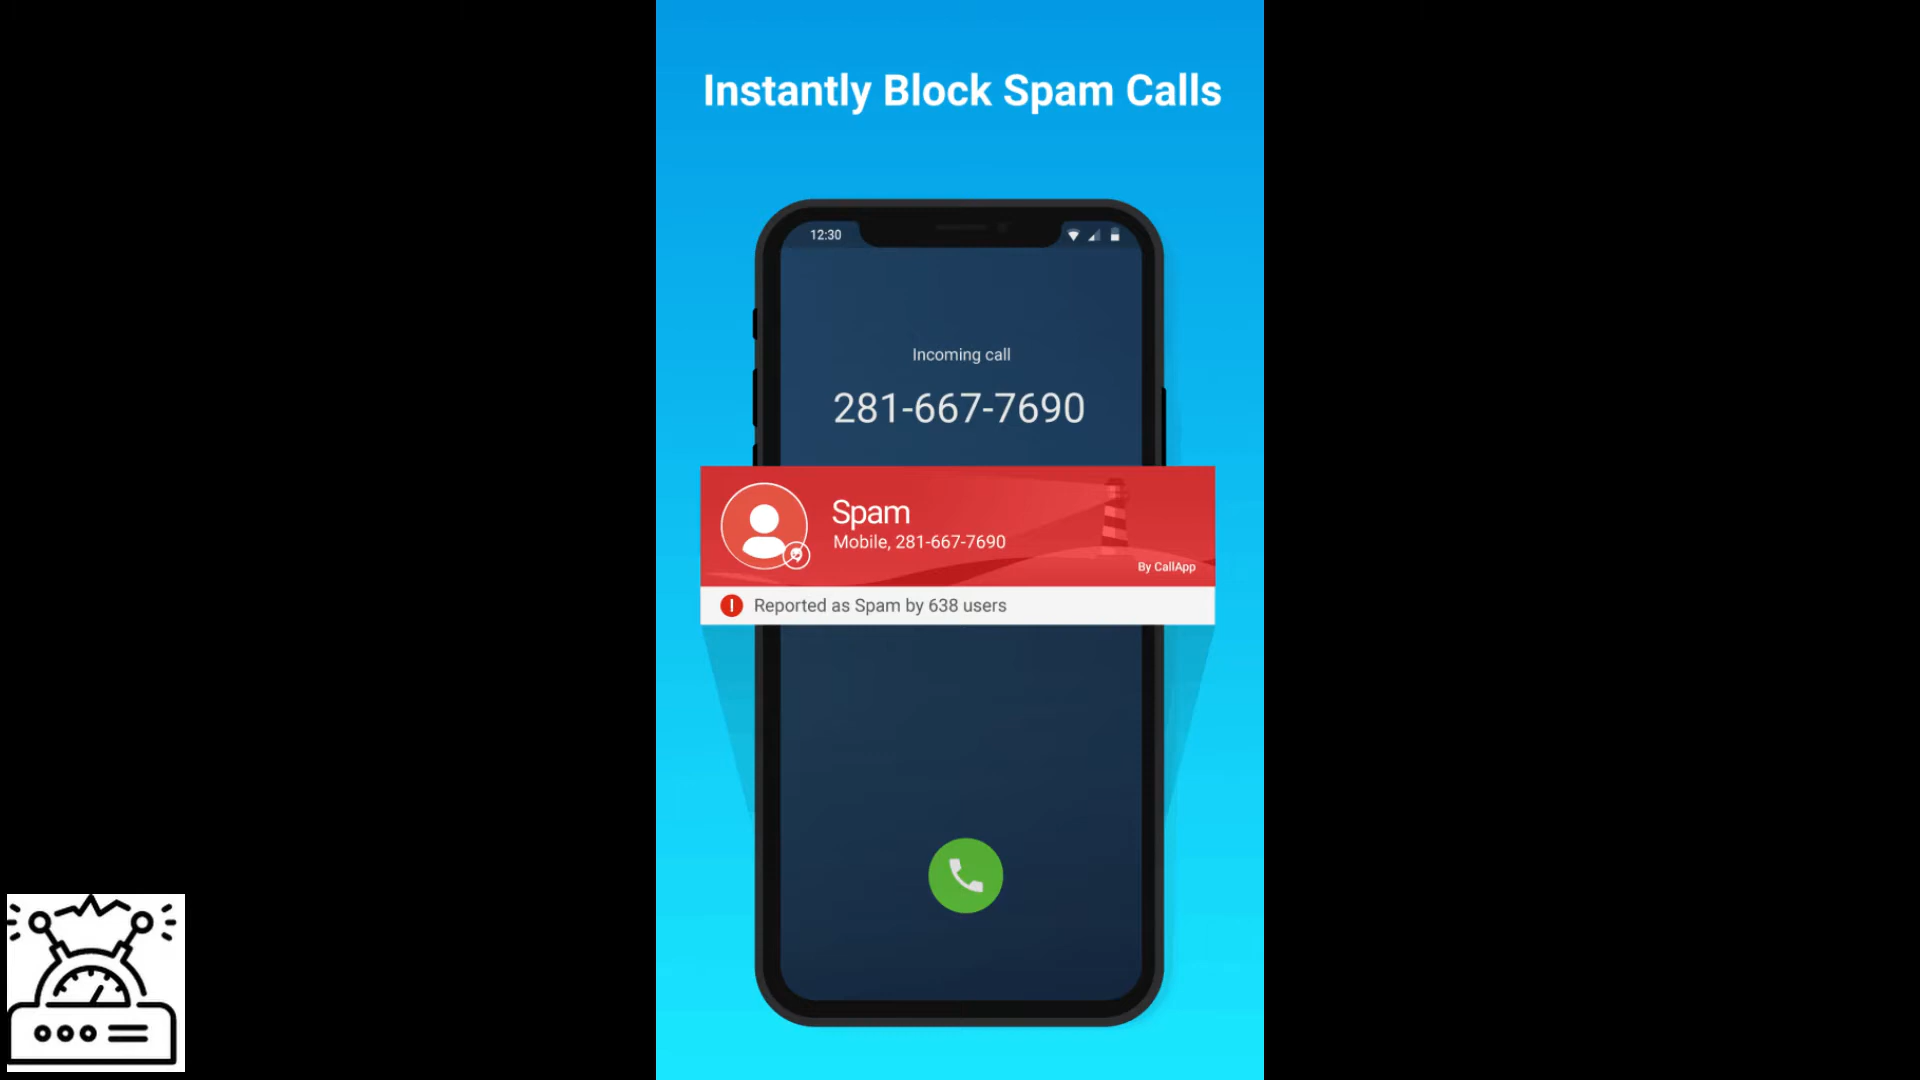 Instantly Block Spam Calls
12:30
Incoming call
281-667-7690
Spam
Mobile, 281-667-7690
By CallApp
Reported as Spam by 638 users